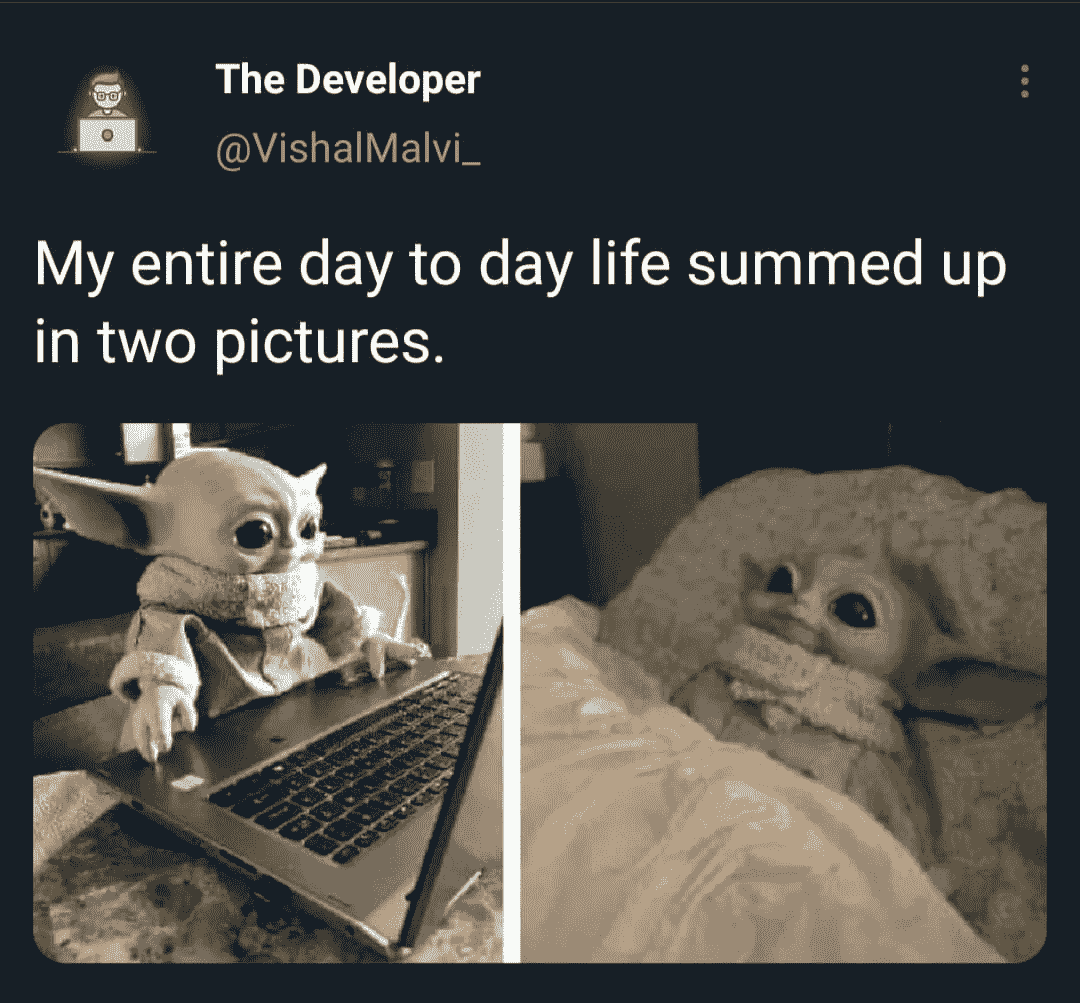 The Developer
@VishalMalvi_
My entire day to day life summed up
in two pictures.